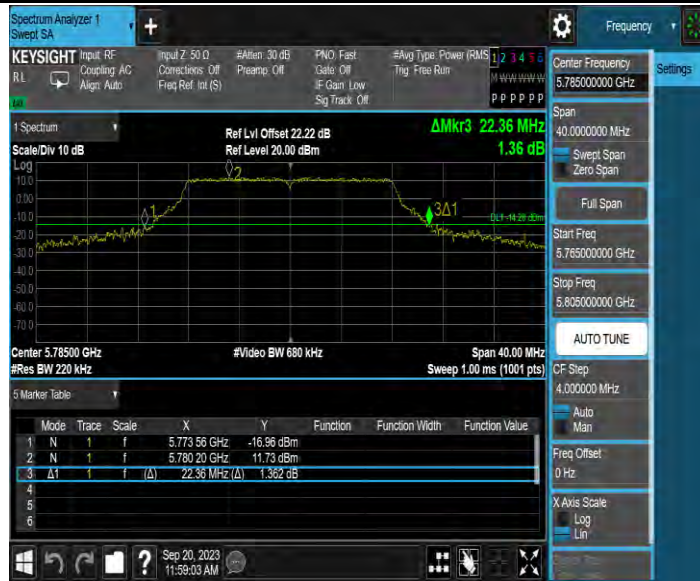 Spectrum Analyzer 1
Swept SA
+
Frequency
KEYSIGHT
RL
Input: RF
Coupling: AC
Align: Auto
Input Z: 50 Ω
Corrections: Off
Freq Ref: Int (S)
#Atten: 30 dB
Preamp: Off
PNO: Fast
Gate: Off
IF Gain: Low
Sig Track: Off
#Avg Type: Power (RMS
Trig: Free Run
1 2 3 4 5 6
M W W W W W
P P P P P P
Center Frequency
5.785000000 GHz
Settings
Span
40.0000000 MHz
Swept Span
Zero Span
Full Span
Start Freq
5.765000000 GHz
Stop Freq
5.805000000 GHz
AUTO TUNE
CF Step
4.000000 MHz
Auto
Man
Freq Offset
0 Hz
X Axis Scale
Log
Lin
1 Spectrum
Scale/Div 10 dB
Ref Lvl Offset 22.22 dB
Ref Level 20.00 dBm
ΔMkr3 22.36 MHz
1.36 dB
Log
10.0
0.00
-10.0
-20.0
-30.0
-40.0
-50.0
-60.0
-70.0
1
2
3Δ1
DL1 -14.28 dBm
Center 5.78500 GHz
#Video BW 680 kHz
Span 40.00 MHz
#Res BW 220 kHz
Sweep 1.00 ms (1001 pts)
5 Marker Table
Mode Trace Scale X Y Function Function Width Function Value
1 N 1 f 5.773 56 GHz -16.96 dBm
2 N 1 f 5.780 20 GHz 11.73 dBm
3 Δ1 1 f (Δ) 22.36 MHz (Δ) 1.362 dB
4
5
6
?
Sep 20, 2023
11:59:03 AM